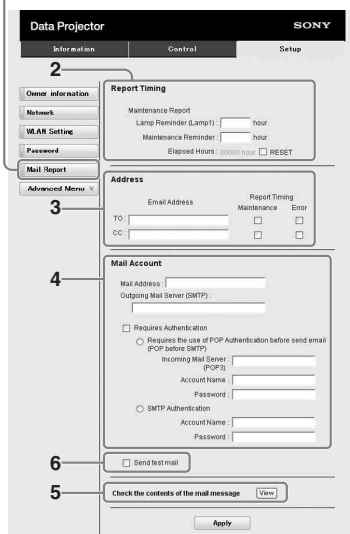 Data Projector SONY
Information Control Setup
2
Owner information
Network
WLAN Setting
Password
Mail Report
Advanced Menu
Report Timing
Maintenance Report
Lamp Reminder (Lamp1) : hour
Maintenance Reminder : hour
Elapsed Hours : 00000 hour RESET
3
Address
Email Address
Report Timing
Maintenance Error
TO :
CC :
4
Mail Account
Mail Address :
Outgoing Mail Server (SMTP) :
Requires Authentication
Requires the use of POP Authentication before send email
(POP before SMTP)
Incoming Mail Server :
(POP3)
Account Name :
Password :
SMTP Authentication
Account Name :
Password :
6
Send test mail
5
Check the contents of the mail message View
Apply